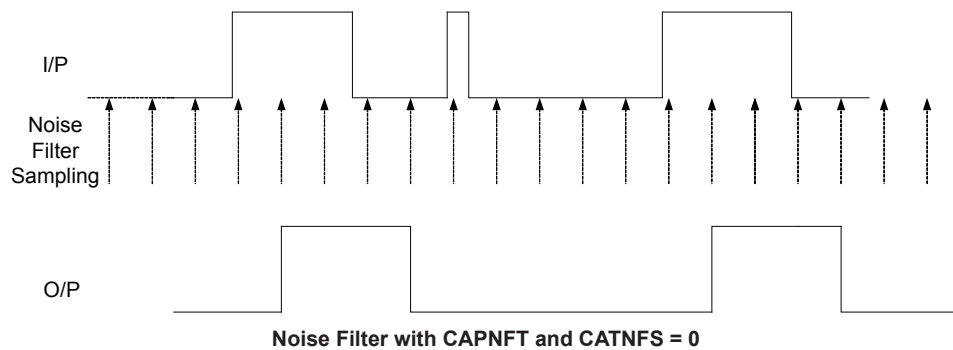 I/P
Noise
Filter
Sampling
O/P
Noise Filter with CAPNFT and CATNFS = 0